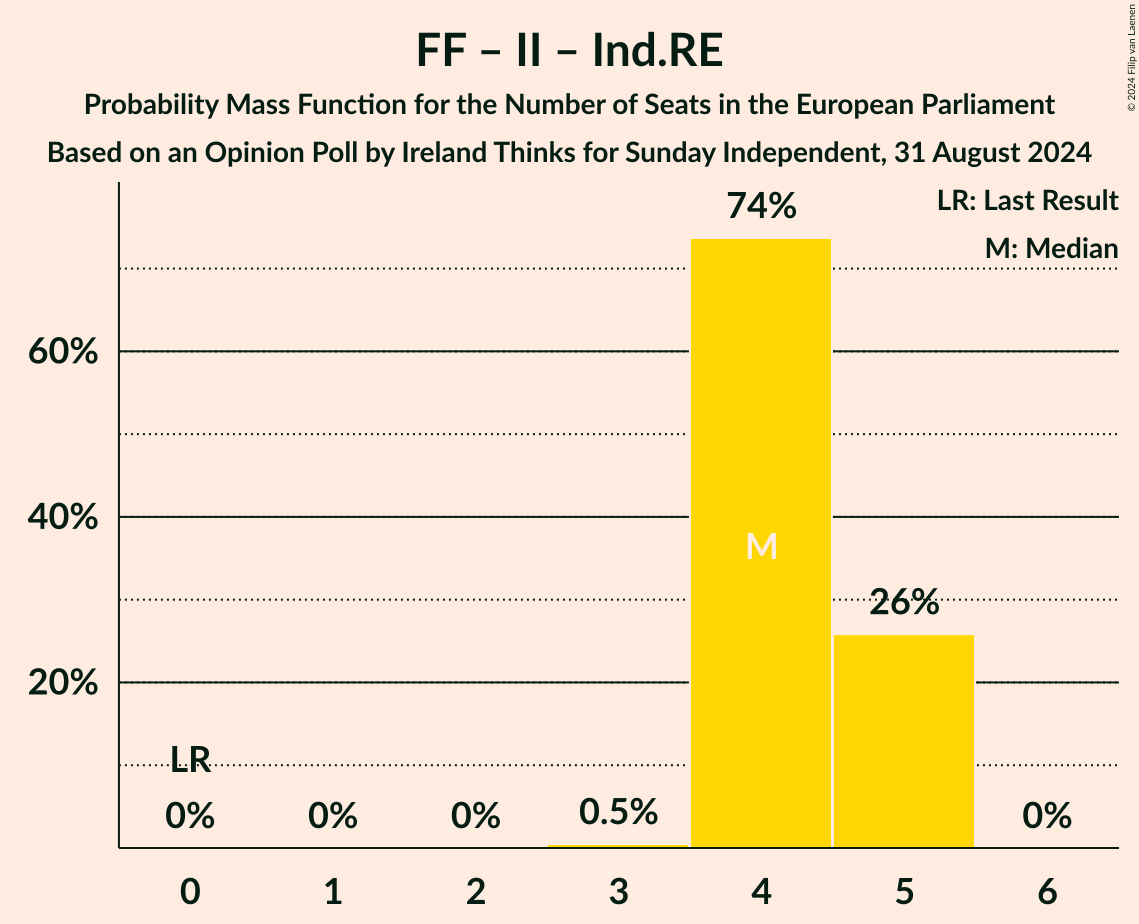 FF – II – Ind.RE
Probability Mass Function for the Number of Seats in the European Parliament
Based on an Opinion Poll by Ireland Thinks for Sunday Independent, 31 August 2024
© 2024 Filip van Laenen
LR: Last Result
M: Median
74%
60%
40%
M
26%
20%
LR
0% 0% 0% 0.5% 0%
0 1 2 3 4 5 6